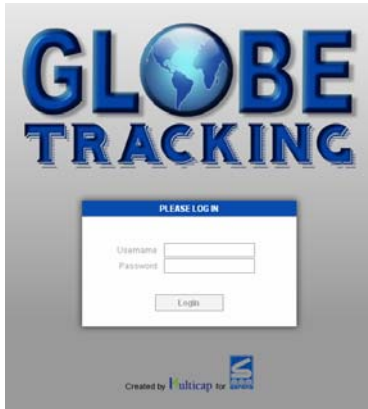 GLOBE
TRACKING
PLEASE LOG IN
Username
Password
Login
Created by Multicap for